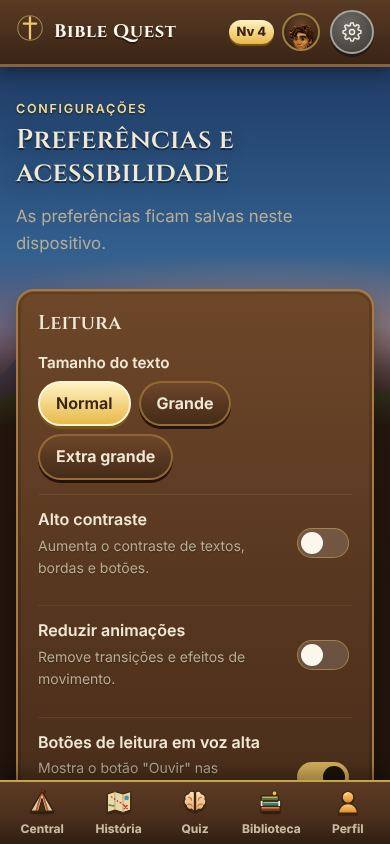 Bible Quest
Nv 4
CONFIGURAÇÕES
Preferências e
acessibilidade
As preferências ficam salvas neste
dispositivo.
Leitura
Tamanho do texto
Normal
Grande
Extra grande
Alto contraste
Aumenta o contraste de textos,
bordas e botões.
Reduzir animações
Remove transições e efeitos de
movimento.
Botões de leitura em voz alta
Mostra o botão "Ouvir" nas
Central
História
Quiz
Biblioteca
Perfil